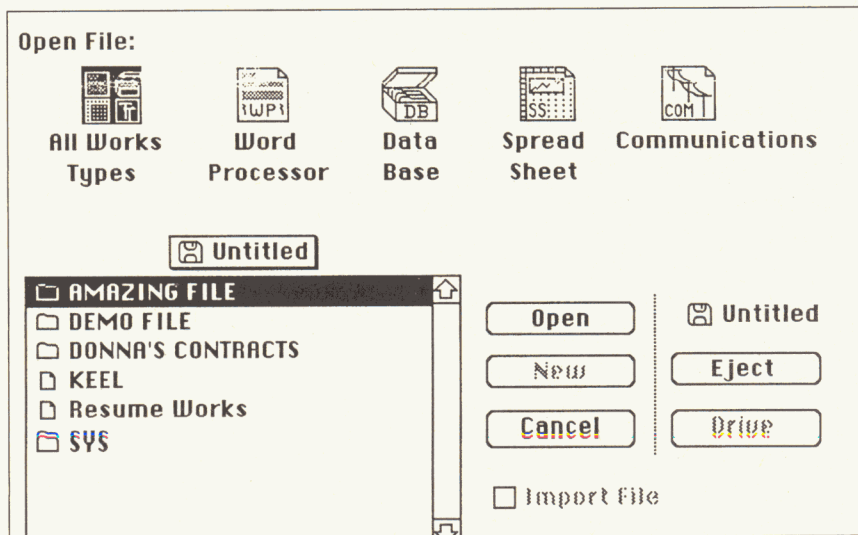 Open File:
All Works Types
Word Processor
Data Base
Spread Sheet
Communications
WP
DB
SS
COM
Untitled
AMAZING FILE
DEMO FILE
DONNA'S CONTRACTS
KEEL
Resume Works
SYS
Open
New
Cancel
Import File
Untitled
Eject
Drive